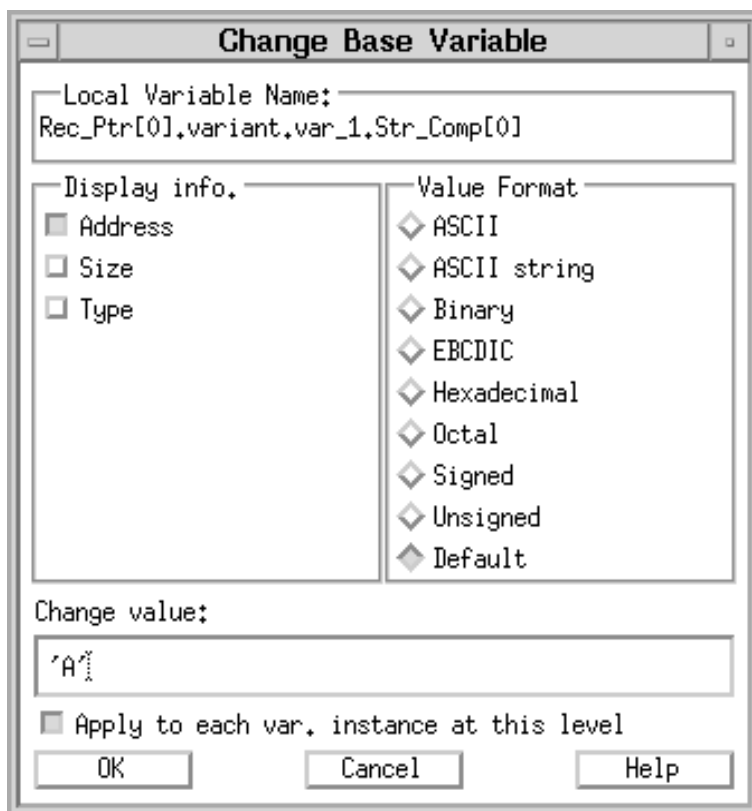 Change Base Variable
Local Variable Name:
Rec_Ptr[0].variant.var_1.Str_Comp[0]
Display info.
Address
Size
Type
Value Format
ASCII
ASCII string
Binary
EBCDIC
Hexadecimal
Octal
Signed
Unsigned
Default
Change value:
'A'
Apply to each var. instance at this level
OK Cancel Help